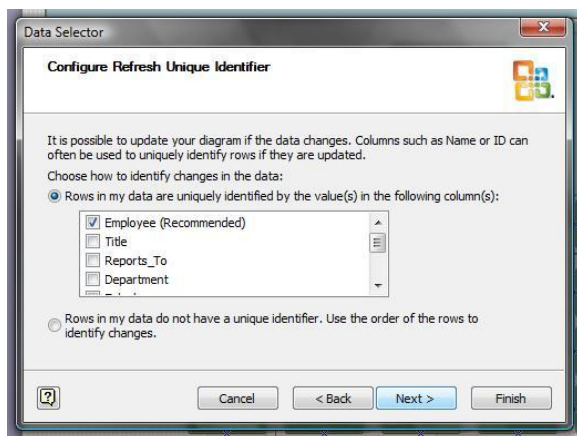 Data Selector
Configure Refresh Unique Identifier
It is possible to update your diagram if the data changes. Columns such as Name or ID can
often be used to uniquely identify rows if they are updated.
Choose how to identify changes in the data:
Rows in my data are uniquely identified by the value(s) in the following column(s):
Employee (Recommended)
Title
Reports_To
Department
Rows in my data do not have a unique identifier. Use the order of the rows to
identify changes.
Cancel
< Back
Next >
Finish